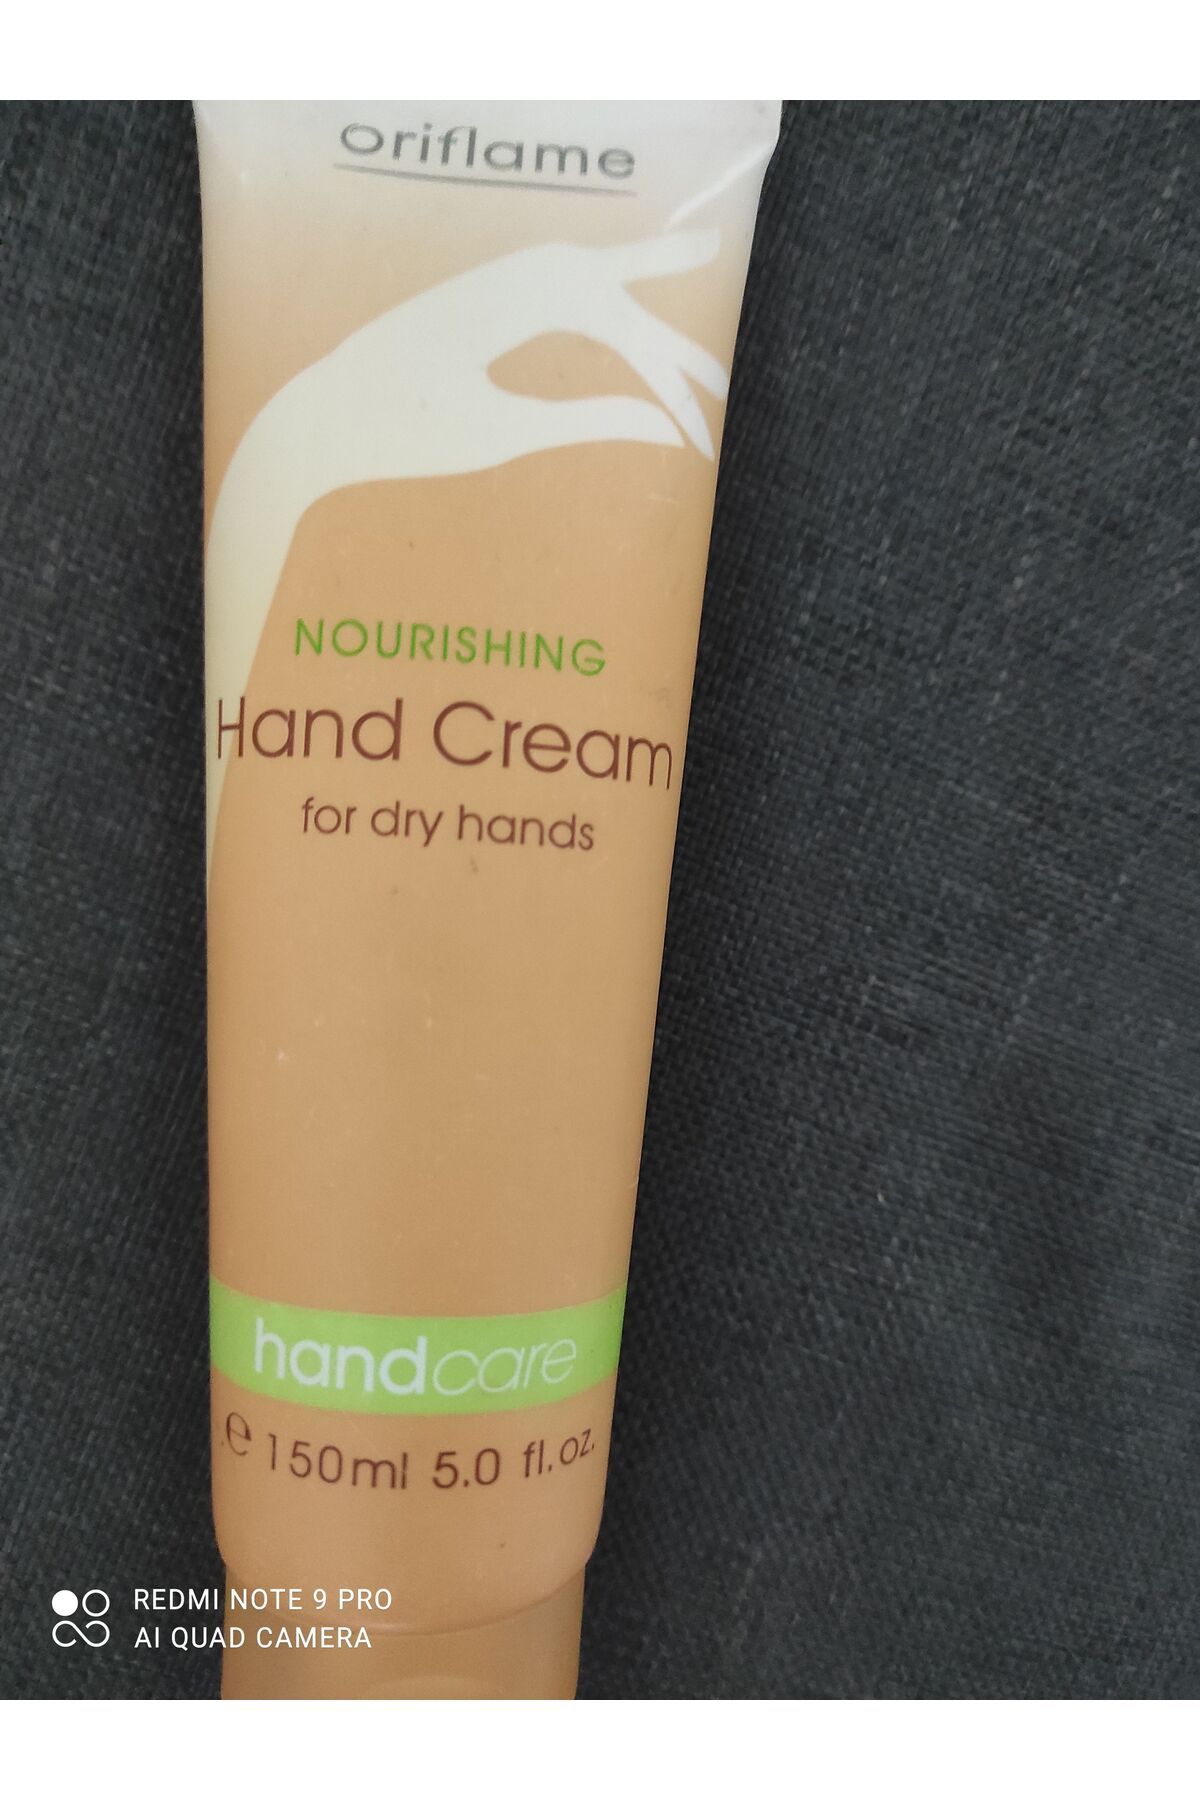 oriflame
NOURISHING
Hand Cream
for dry hands
handcare
e 150ml 5.0 fl.oz.
REDMI NOTE 9 PRO
AI QUAD CAMERA